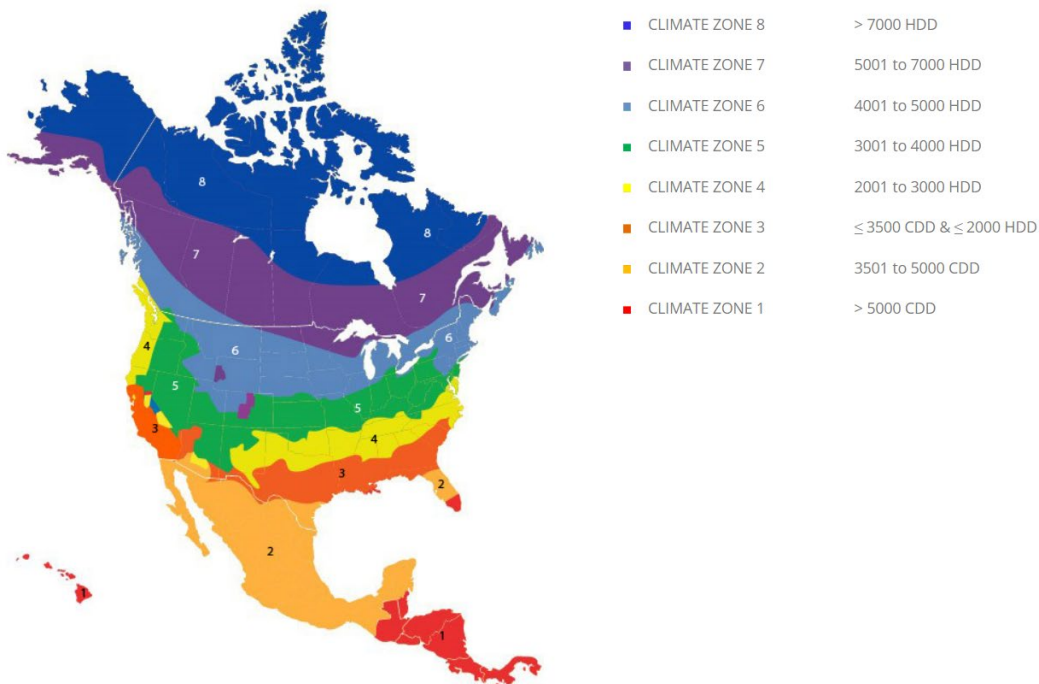 CLIMATE ZONE 8 > 7000 HDD
CLIMATE ZONE 7 5001 to 7000 HDD
CLIMATE ZONE 6 4001 to 5000 HDD
CLIMATE ZONE 5 3001 to 4000 HDD
CLIMATE ZONE 4 2001 to 3000 HDD
CLIMATE ZONE 3 ≤ 3500 CDD & ≤ 2000 HDD
CLIMATE ZONE 2 3501 to 5000 CDD
CLIMATE ZONE 1 > 5000 CDD
8
8
7
7
6
6
4
5
5
3
4
3
2
2
1
1